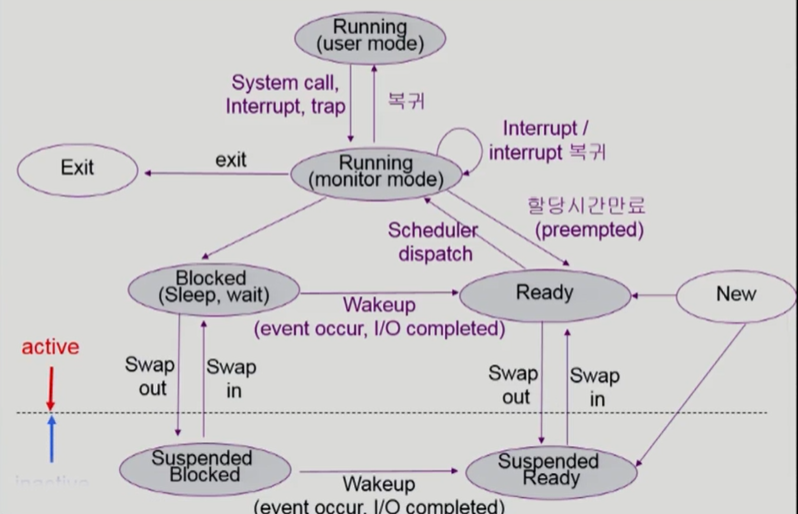 Running
(user mode)
System call,
Interrupt, trap
복귀
Interrupt /
interrupt 복귀
Exit
exit
Running
(monitor mode)
할당시간만료
(preempted)
Scheduler
dispatch
Blocked
(Sleep, wait)
Ready
New
Wakeup
(event occur, I/O completed)
active
Swap
out
Swap
in
Swap
out
Swap
in
Suspended
Blocked
Suspended
Ready
Wakeup
(event occur, I/O completed)